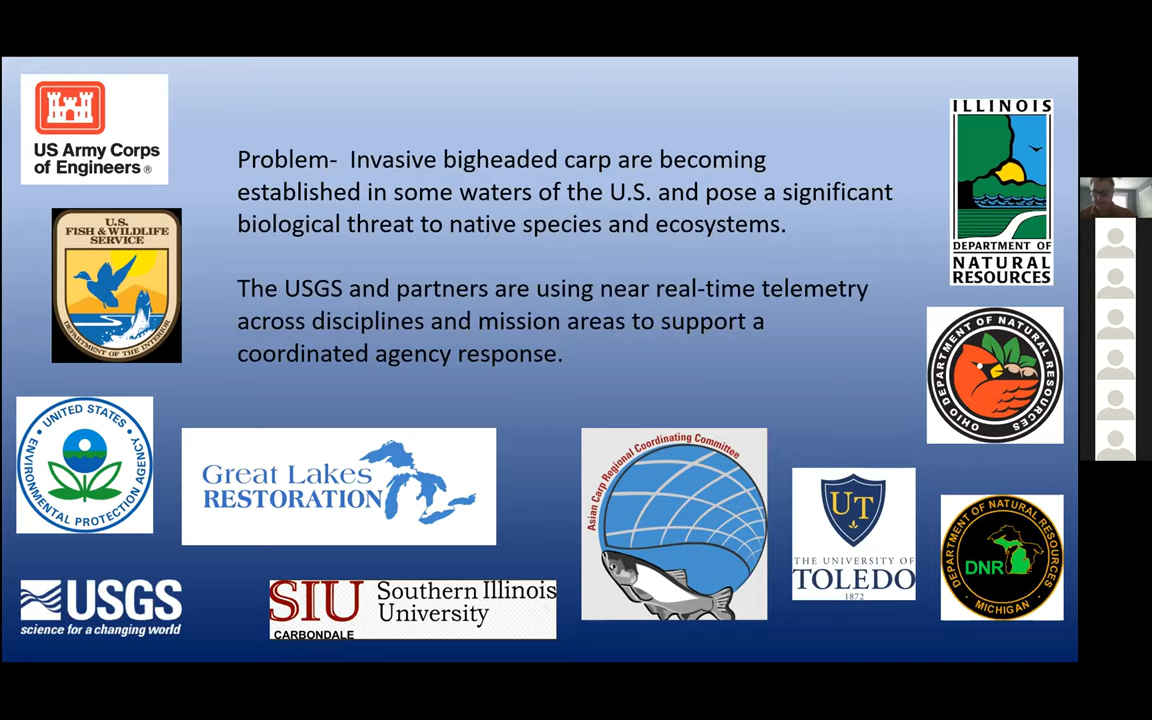 US Army Corps
of Engineers®
U.S.
FISH & WILDLIFE
SERVICE
DEPARTMENT OF THE INTERIOR
Problem-  Invasive bigheaded carp are becoming
established in some waters of the U.S. and pose a significant
biological threat to native species and ecosystems.
The USGS and partners are using near real-time telemetry
across disciplines and mission areas to support a
coordinated agency response.
ILLINOIS
DEPARTMENT OF
NATURAL
RESOURCES
OHIO DEPARTMENT OF NATURAL RESOURCES
UNITED STATES
ENVIRONMENTAL PROTECTION AGENCY
Great Lakes
RESTORATION
Asian Carp Regional Coordinating Committee
UT
THE UNIVERSITY OF
TOLEDO
1872
DEPARTMENT OF NATURAL RESOURCES
DNR
MICHIGAN
USGS
science for a changing world
SIU
CARBONDALE
Southern Illinois
University